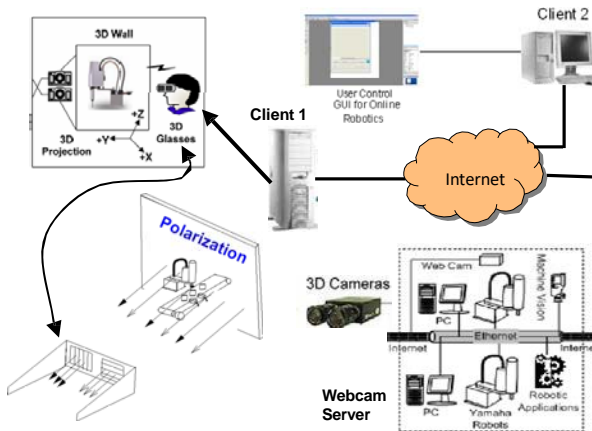 3D Wall
3D
Projection
+Z
+Y
+X
3D
Glasses
Client 1
User Control
GUI for Online
Robotics
Client 2
Internet
Polarization
3D Cameras
Web Cam
Machine Vision
PC
Ethernet
Internet
Internet
PC
Yamaha
Robots
Robotic
Applications
Webcam
Server